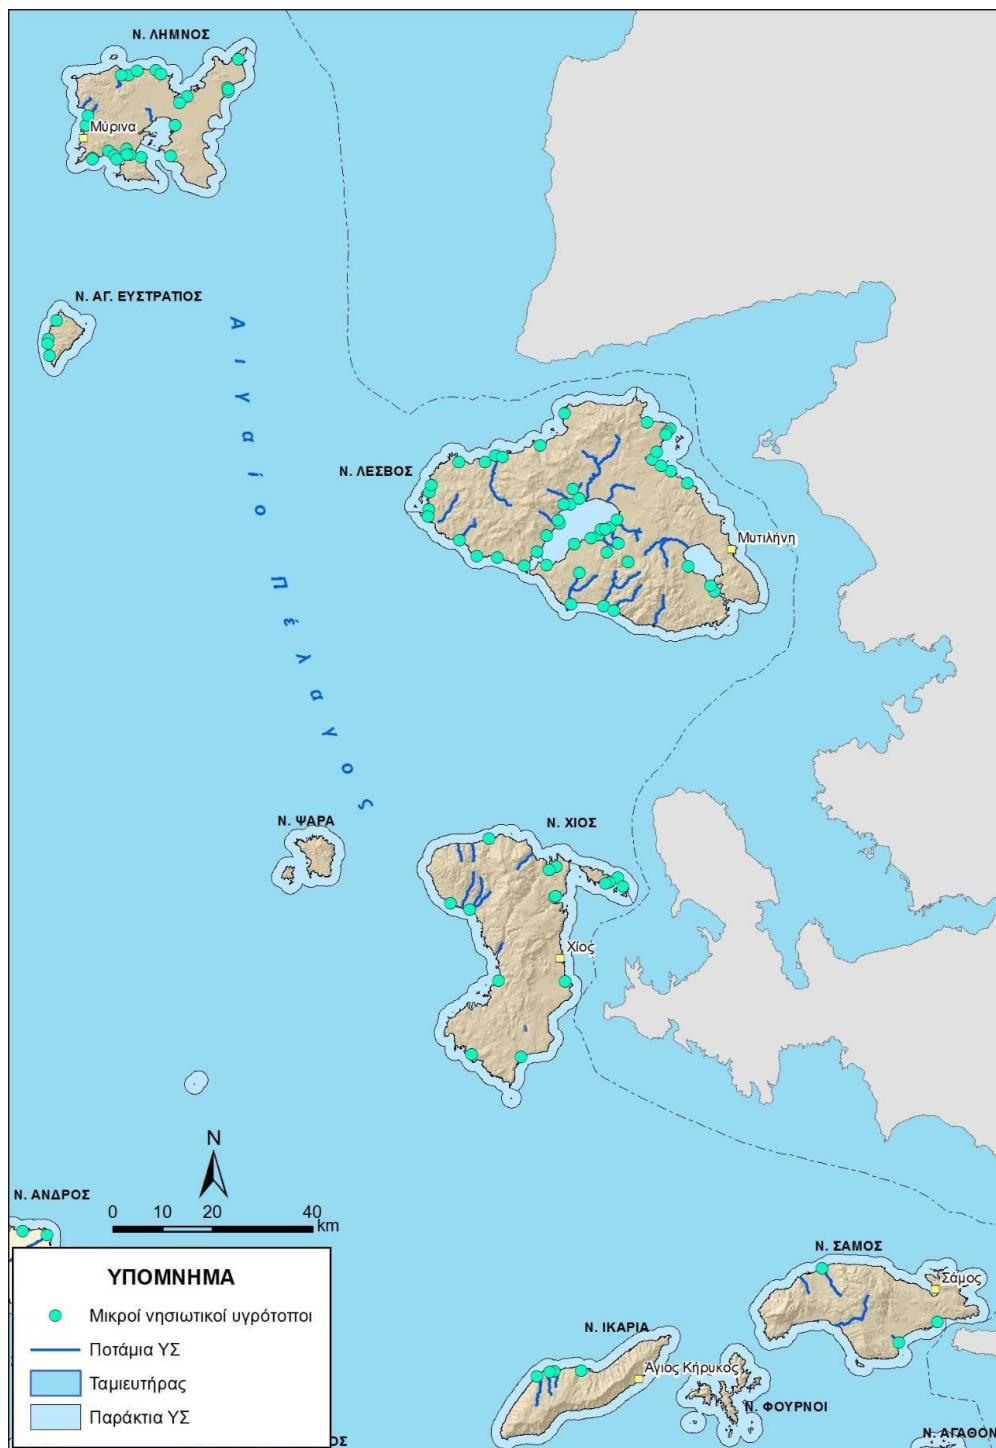 Ν. ΛΗΜΝΟΣ
Μύρινα
Ν. ΑΓ. ΕΥΣΤΡΑΤΙΟΣ
Αιγαίο Πέλαγος
Ν. ΛΕΣΒΟΣ
Μυτιλήνη
Ν. ΨΑΡΑ
Ν. ΧΙΟΣ
Χίος
N
Ν. ΑΝΔΡΟΣ
0 10 20 40
km
Ν. ΣΑΜΟΣ
Σάμος
ΥΠΟΜΝΗΜΑ
Μικροί νησιωτικοί υγρότοποι
Ποτάμια ΥΣ
Ταμιευτήρας
Παράκτια ΥΣ
Ν. ΙΚΑΡΙΑ
Άγιος Κήρυκος
Ν. ΦΟΥΡΝΟΙ
Ν. ΑΓΑΘΟΝ
ΟΣ